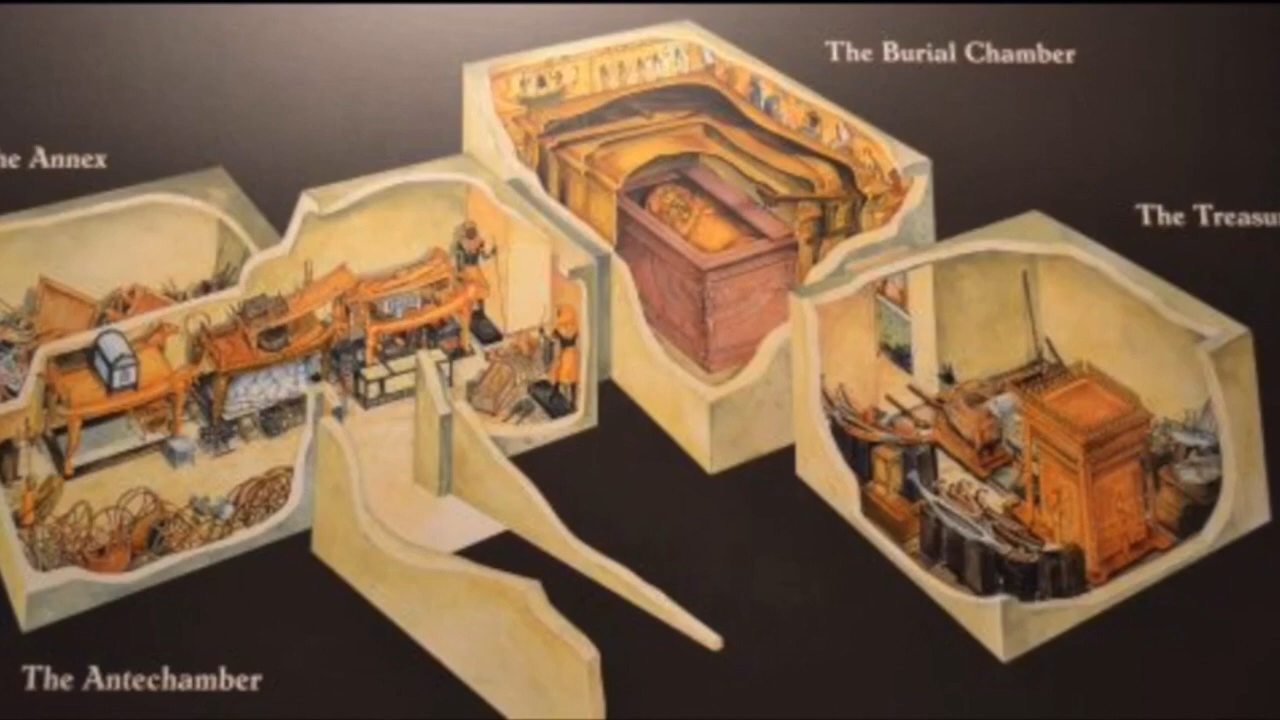 The Burial Chamber
he Annex
The Treasu
The Antechamber